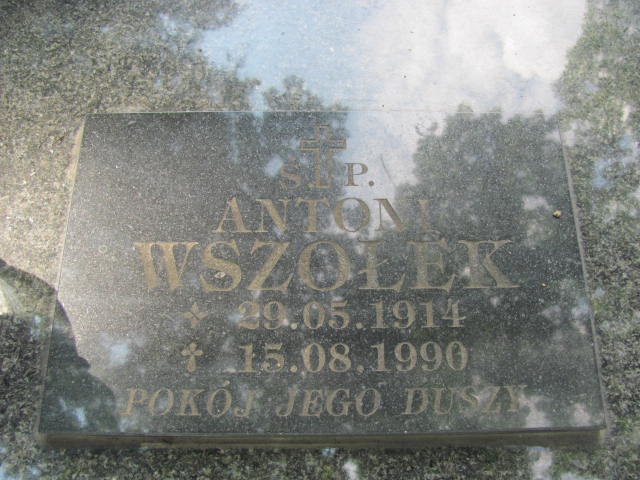 Ś.P.
ANTONI
WSZOŁEK
29.05.1914
15.08.1990
POKÓJ JEGO DUSZY